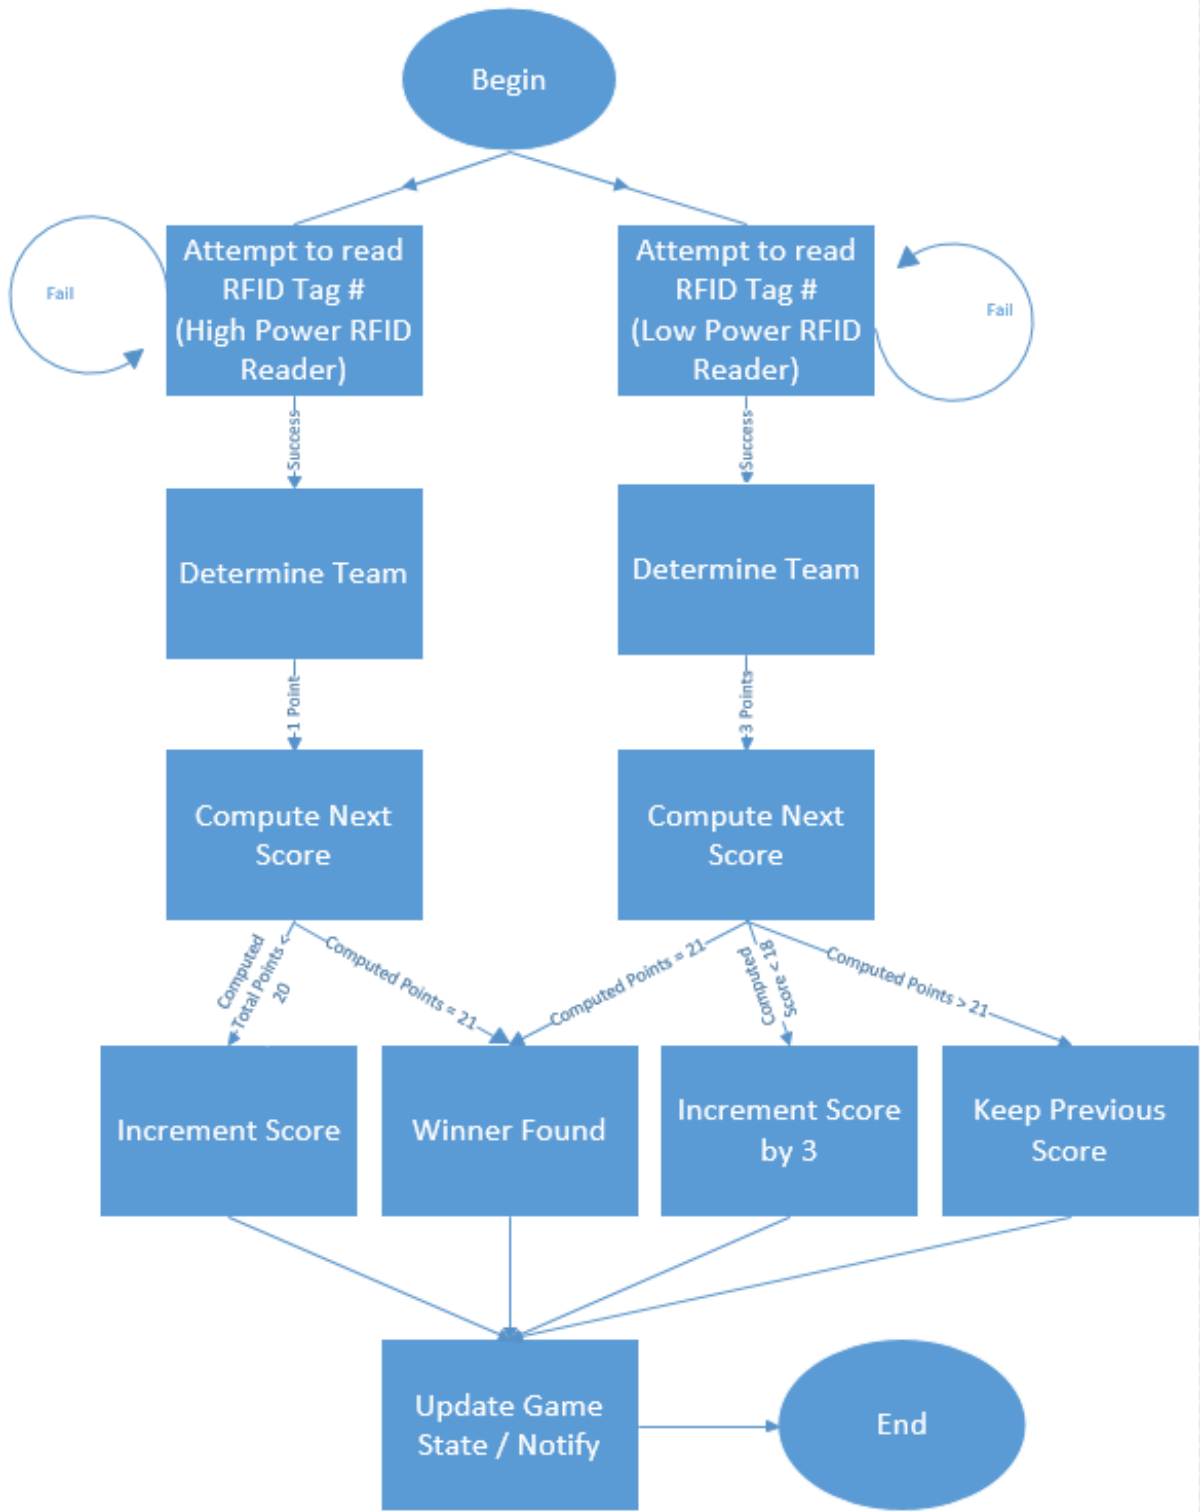 Begin
Attempt to read
RFID Tag #
(High Power RFID
Reader)
Attempt to read
RFID Tag #
(Low Power RFID
Reader)
Fail
Fail
Success
Success
Determine Team
Determine Team
1 Point
3 Points
Compute Next
Score
Compute Next
Score
Computed
Total Points <
20
Computed Points = 21
Computed Points = 21
Computed
Score > 18
Computed Points > 21
Increment Score
Winner Found
Increment Score
by 3
Keep Previous
Score
Update Game
State / Notify
End